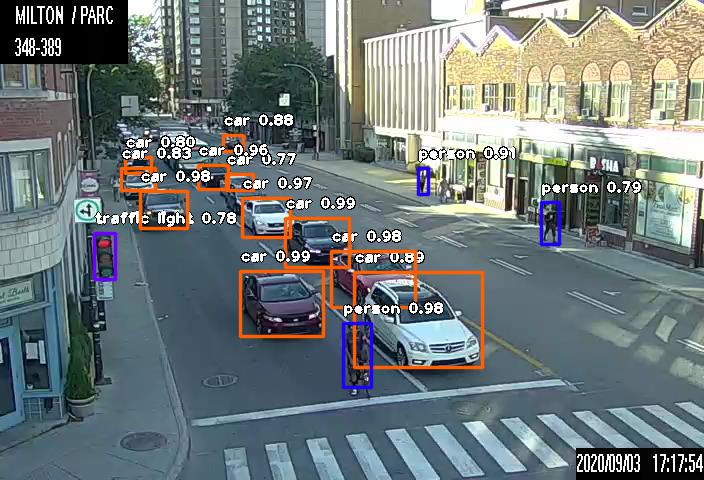 MILTON / PARC
348-389
car 0.88
car 0.80
car 0.96
car 0.83
car 0.77
person 0.91
car 0.98
car 0.97
person 0.79
car 0.99
traffic light 0.78
car 0.98
car 0.99
car 0.89
person 0.98
2020/09/03 17:17:54